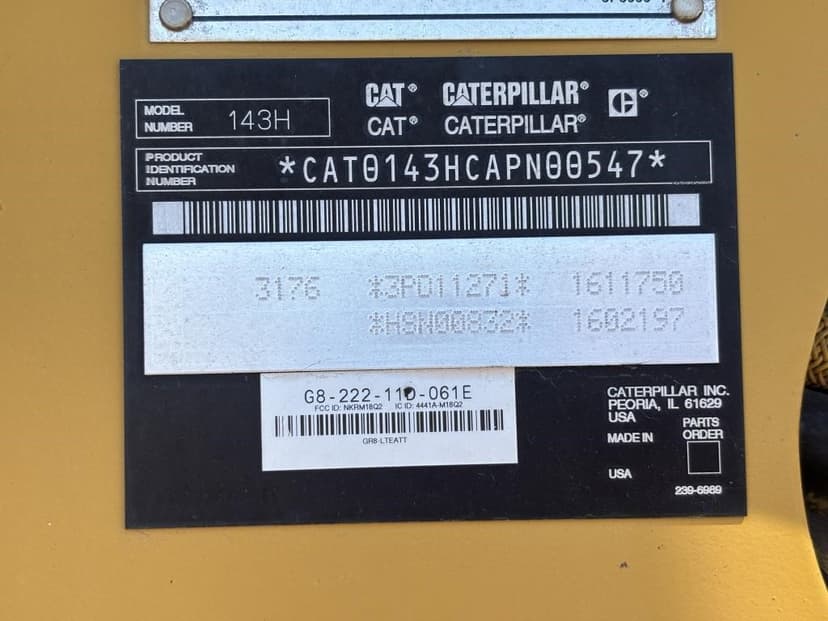 MODEL NUMBER 143H
CAT® CATERPILLAR® C®
CAT® CATERPILLAR®
PRODUCT IDENTIFICATION NUMBER *CAT0143HCAPN00547*
3176 *3PD11271* 1611750
*H8N00832* 1602197
G8-222-11D-061E
FCC ID: NKRM18Q2 IC ID: 4441A-M18Q2
GR8-LTEATT
CATERPILLAR INC.
PEORIA, IL 61629
USA
MADE IN
USA
PARTS
ORDER
239-6989